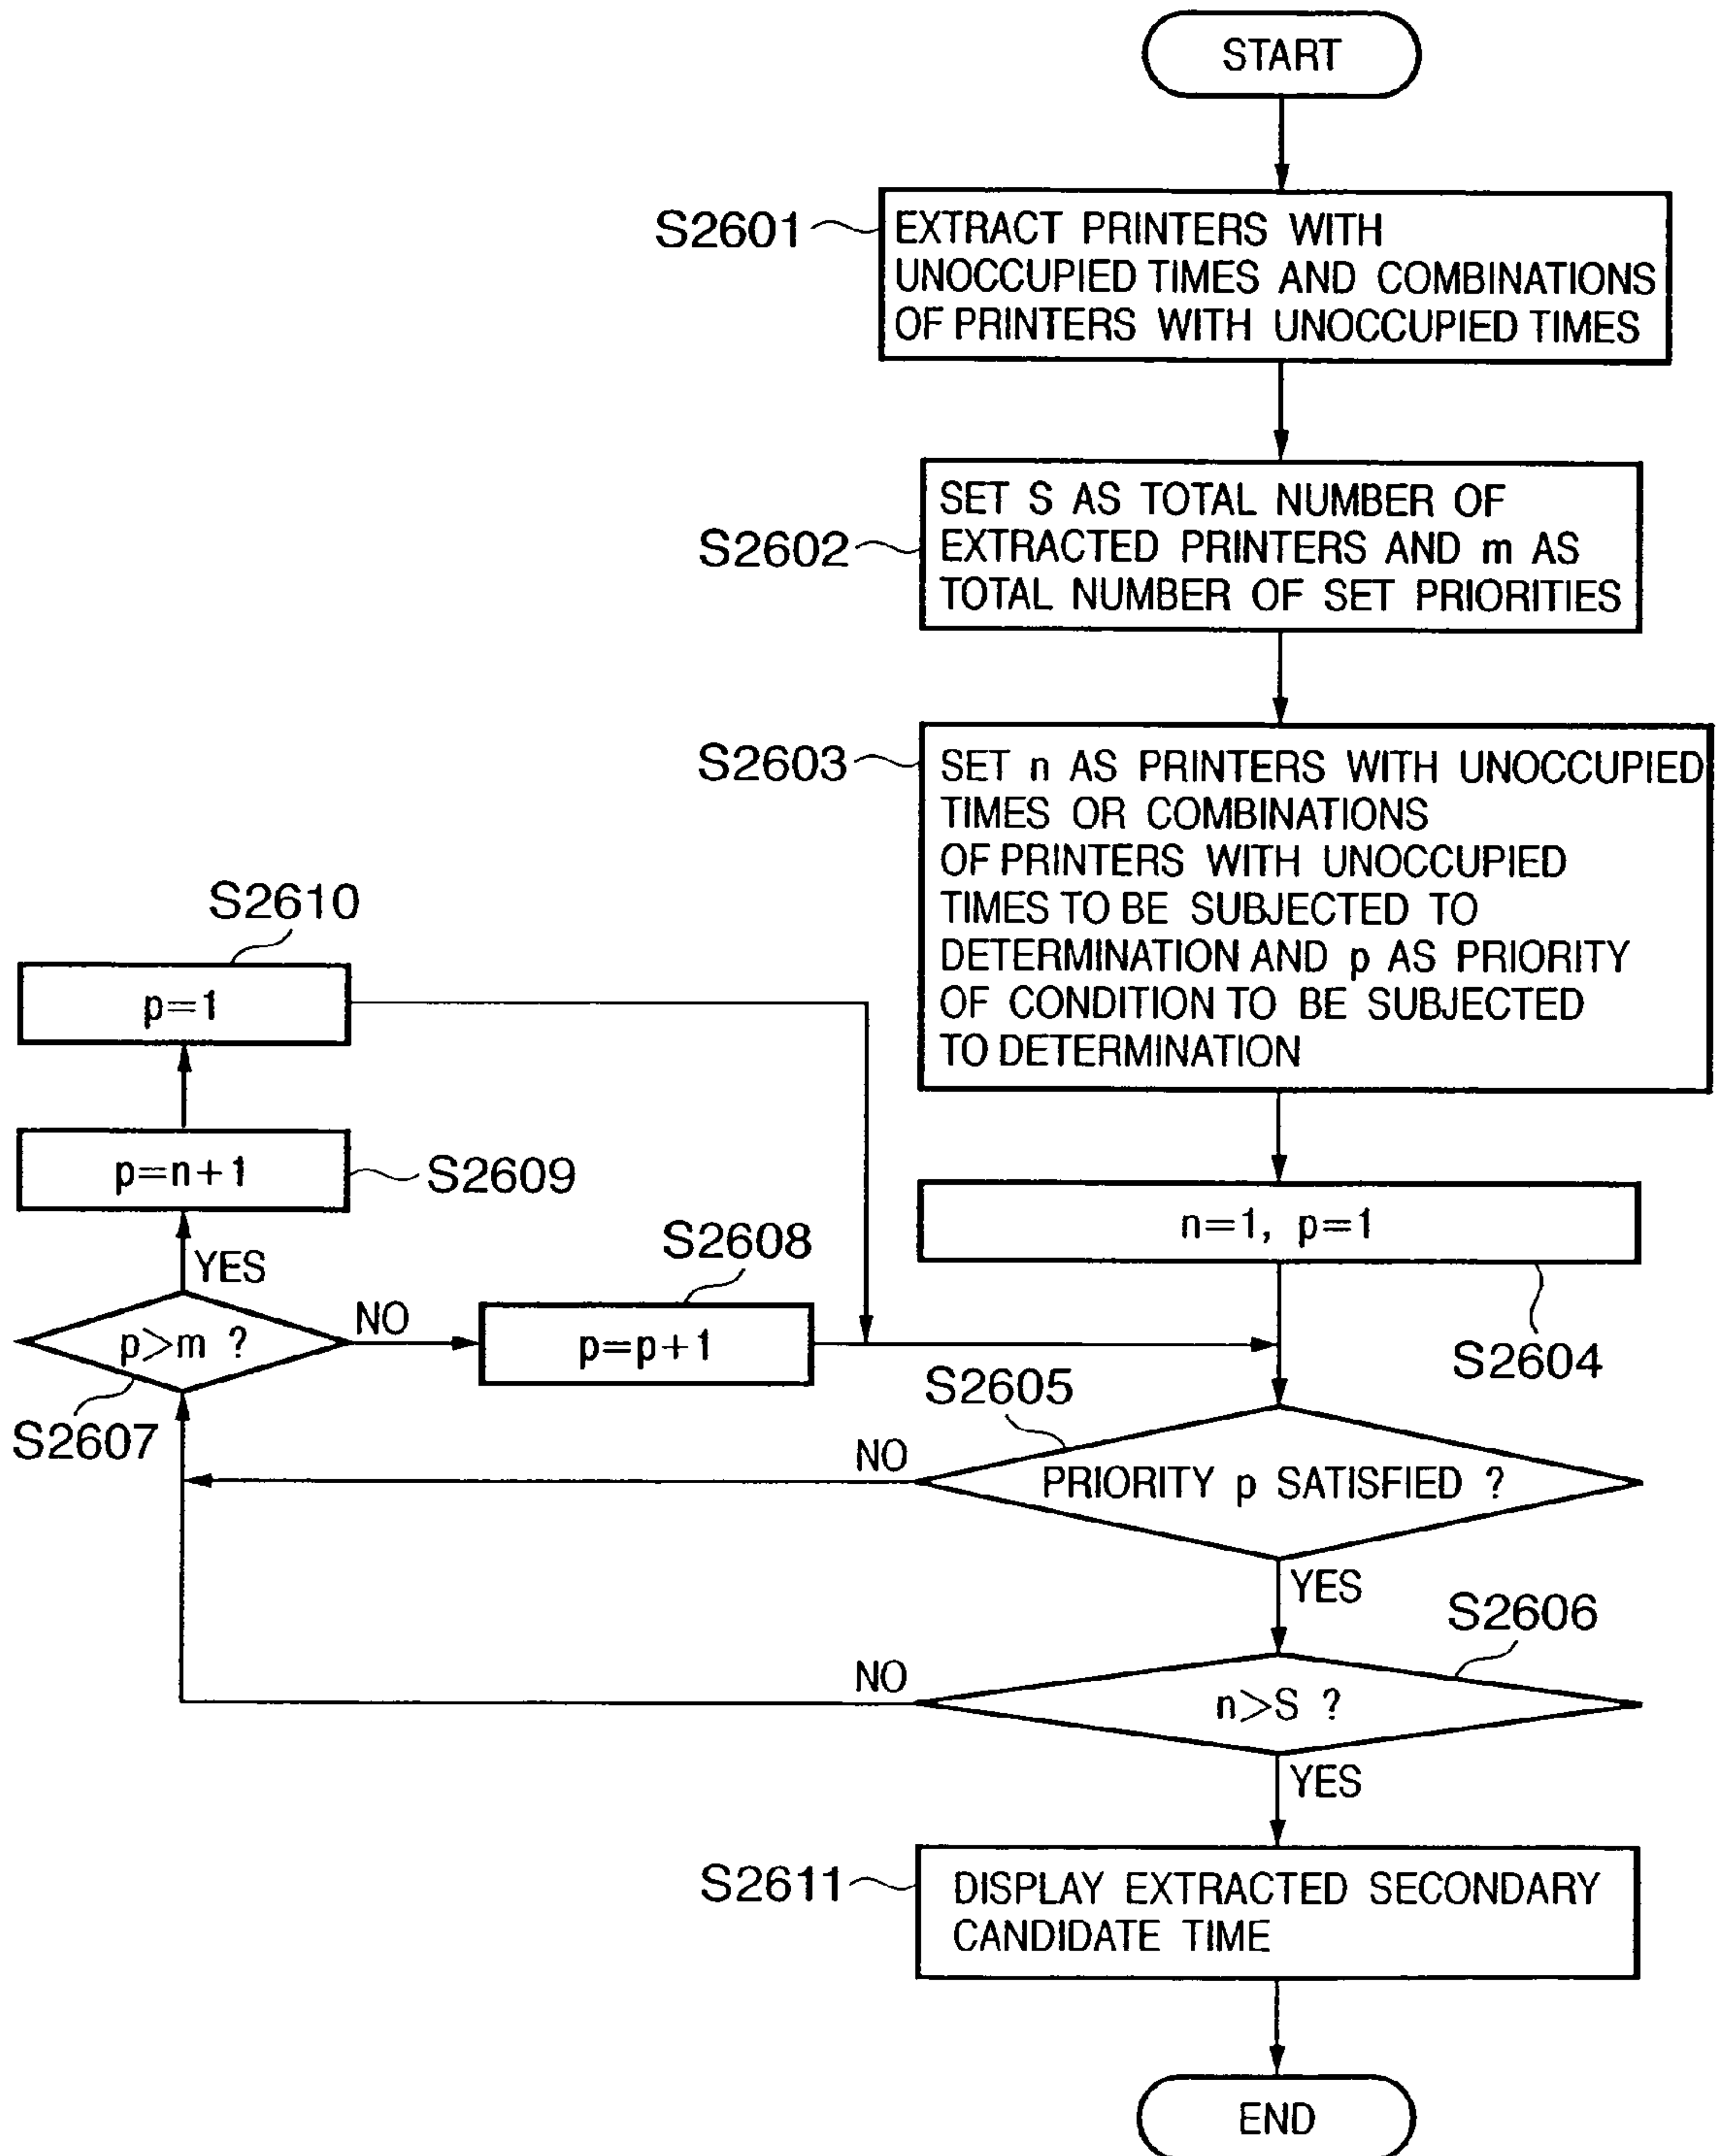 START
S2601
EXTRACT PRINTERS WITH
UNOCCUPIED TIMES AND COMBINATIONS
OF PRINTERS WITH UNOCCUPIED TIMES
S2602
SET S AS TOTAL NUMBER OF
EXTRACTED PRINTERS AND m AS
TOTAL NUMBER OF SET PRIORITIES
S2603
SET n AS PRINTERS WITH UNOCCUPIED
TIMES OR COMBINATIONS
OF PRINTERS WITH UNOCCUPIED
TIMES TO BE SUBJECTED TO
DETERMINATION AND p AS PRIORITY
OF CONDITION TO BE SUBJECTED
TO DETERMINATION
S2610
p=1
p=n+1
S2609
n=1, p=1
S2604
YES
p>m ?
S2607
NO
S2608
p=p+1
S2605
NO
PRIORITY p SATISFIED ?
YES
S2606
NO
n>S ?
YES
S2611
DISPLAY EXTRACTED SECONDARY
CANDIDATE TIME
END